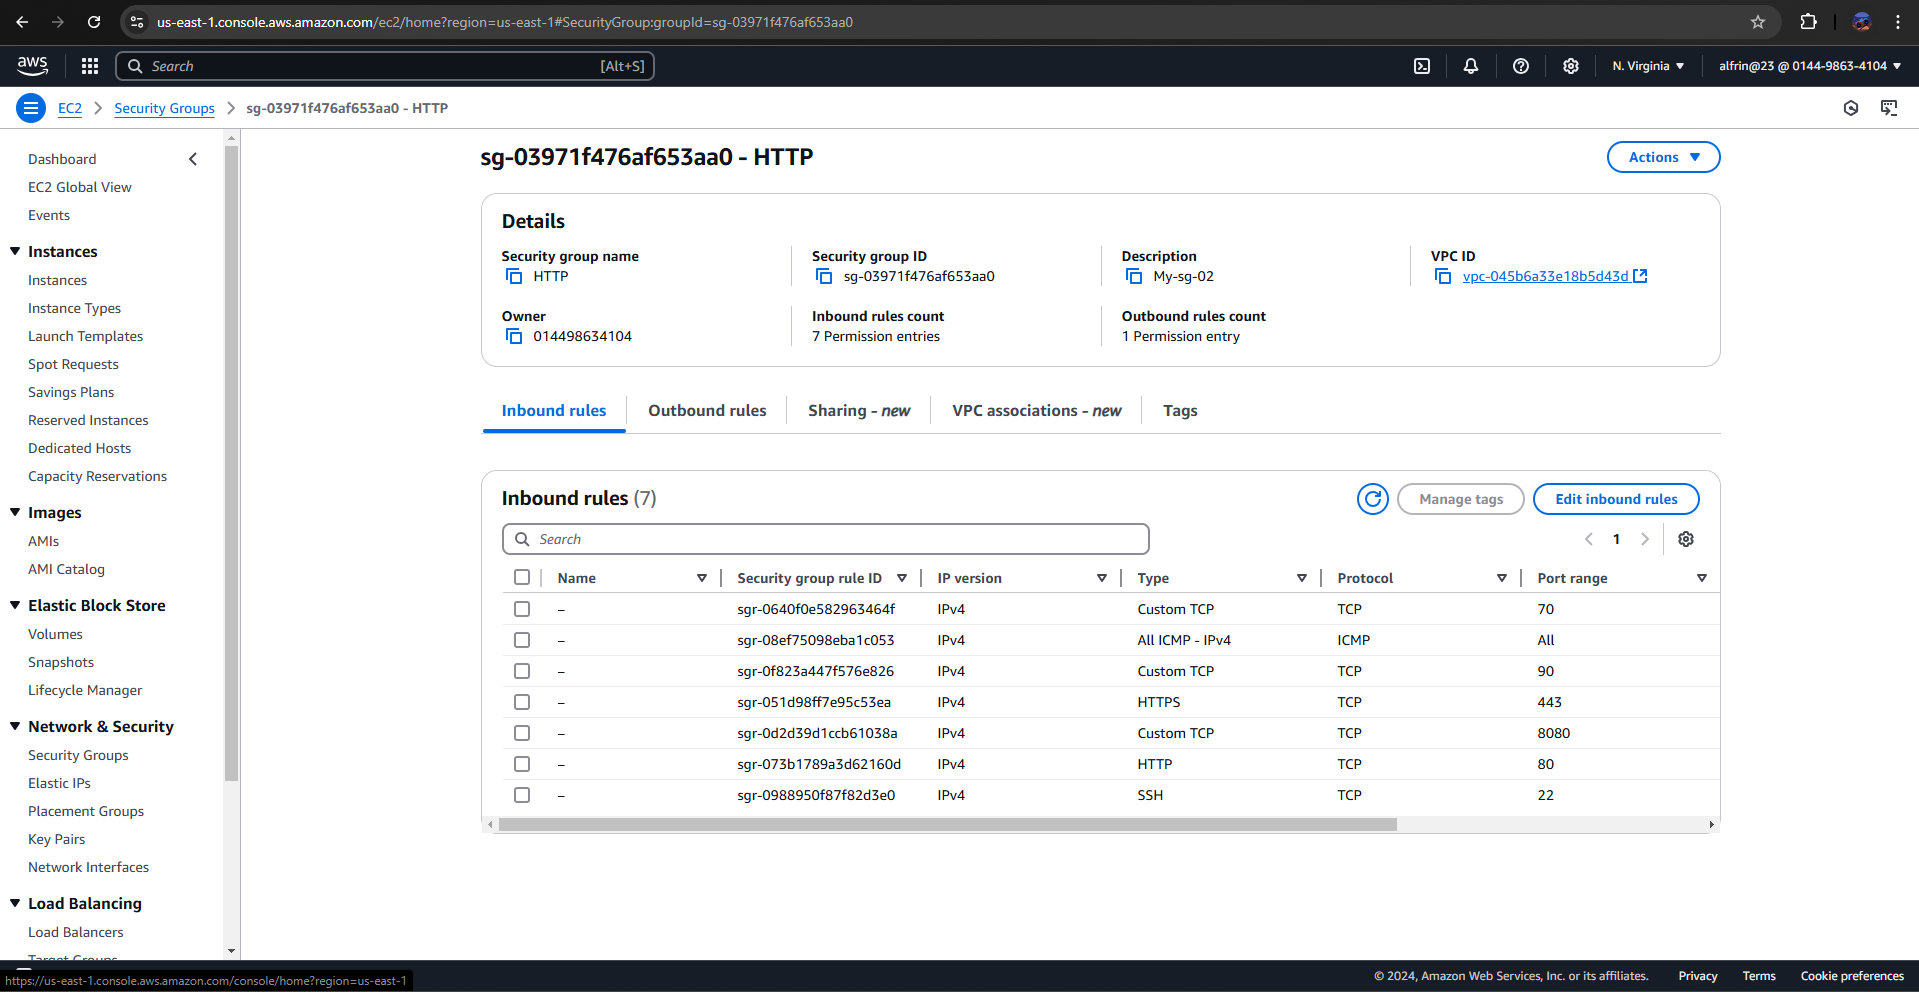 us-east-1.console.aws.amazon.com/ec2/home?region=us-east-1#SecurityGroup:groupId=sg-03971f476af653aa0
aws Search [Alt+S] N. Virginia alfrin@23 @ 0144-9863-4104
EC2 Security Groups sg-03971f476af653aa0 - HTTP
Dashboard
EC2 Global View
Events
Instances
Instances
Instance Types
Launch Templates
Spot Requests
Savings Plans
Reserved Instances
Dedicated Hosts
Capacity Reservations
Images
AMIs
AMI Catalog
Elastic Block Store
Volumes
Snapshots
Lifecycle Manager
Network & Security
Security Groups
Elastic IPs
Placement Groups
Key Pairs
Network Interfaces
Load Balancing
Load Balancers
Target Groups
sg-03971f476af653aa0 - HTTP Actions
Details
Security group name Security group ID Description VPC ID
HTTP sg-03971f476af653aa0 My-sg-02 vpc-045b6a33e18b5d43d
Owner Inbound rules count Outbound rules count
014498634104 7 Permission entries 1 Permission entry
Inbound rules Outbound rules Sharing - new VPC associations - new Tags
Inbound rules (7) Manage tags Edit inbound rules
Search 1
Name Security group rule ID IP version Type Protocol Port range
– sgr-0640f0e582963464f IPv4 Custom TCP TCP 70
– sgr-08ef75098eba1c053 IPv4 All ICMP - IPv4 ICMP All
– sgr-0f823a447f576e826 IPv4 Custom TCP TCP 90
– sgr-051d98ff7e95c53ea IPv4 HTTPS TCP 443
– sgr-0d2d39d1ccb61038a IPv4 Custom TCP TCP 8080
– sgr-073b1789a3d62160d IPv4 HTTP TCP 80
– sgr-0988950f87f82d3e0 IPv4 SSH TCP 22
https://us-east-1.console.aws.amazon.com/console/home?region=us-east-1
© 2024, Amazon Web Services, Inc. or its affiliates. Privacy Terms Cookie preferences